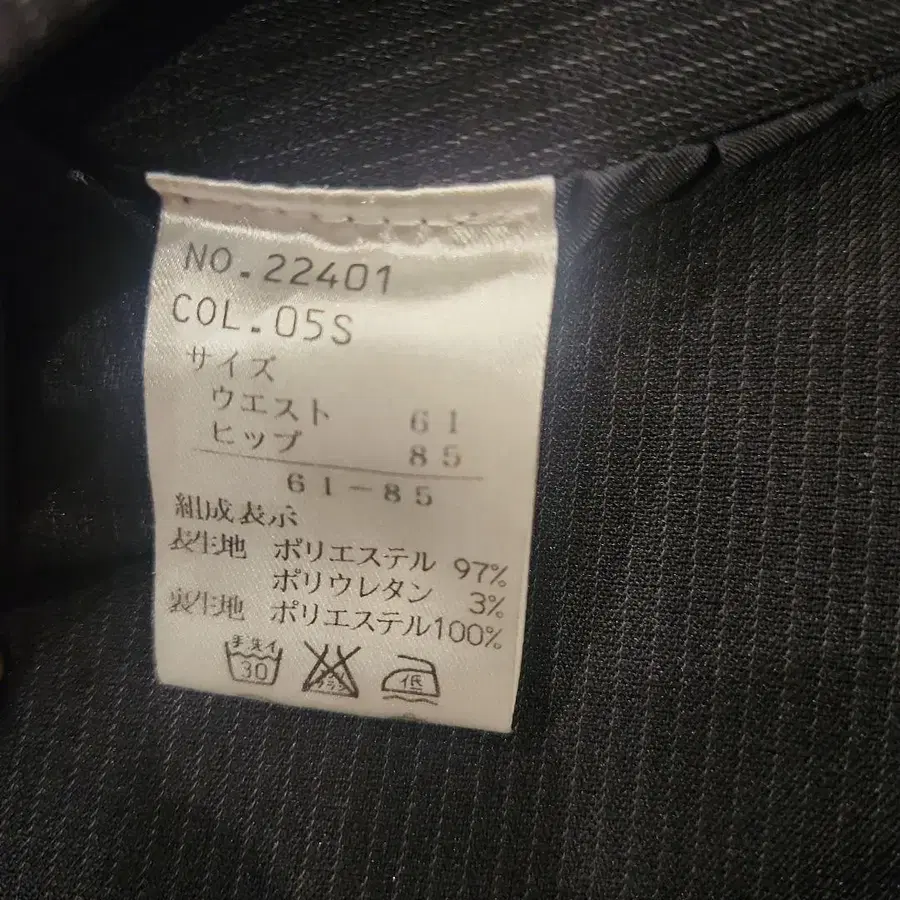 NO.22401
COL.05S
サイズ
ウエスト 61
ヒップ 85
61-85
組成表示
表生地 ポリエステル 97%
ポリウレタン 3%
裏生地 ポリエステル100%
手洗イ 30 低